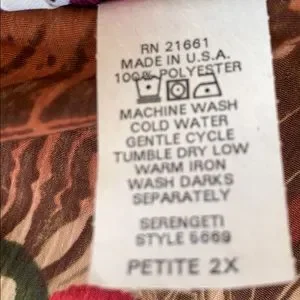 RN 21661
MADE IN U.S.A.
100% POLYESTER
MACHINE WASH
COLD WATER
GENTLE CYCLE
TUMBLE DRY LOW
WARM IRON
WASH DARKS
SEPARATELY
SERENGETI
STYLE 5669
PETITE 2X